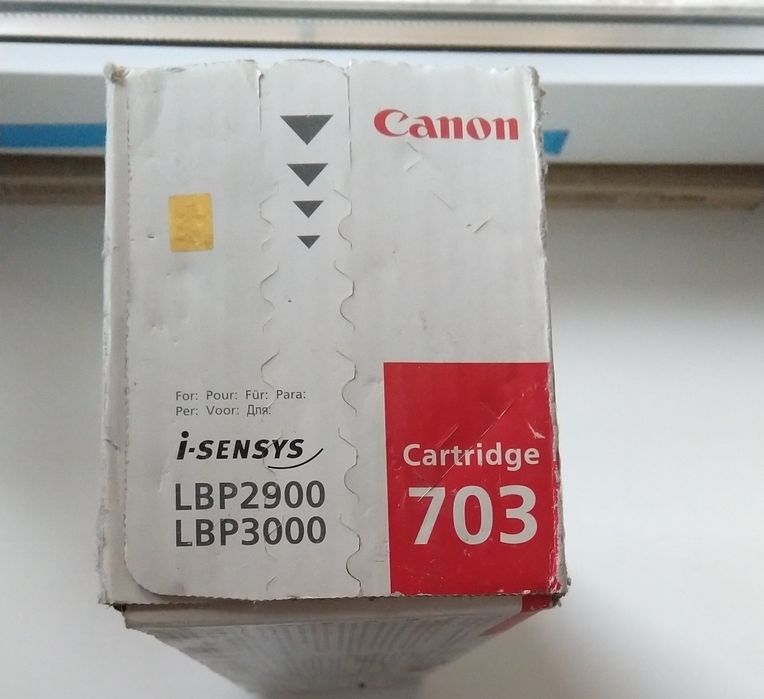 Canon
For: Pour: Für: Para:
Per: Voor: Для:
i-SENSYS
LBP2900
LBP3000
Cartridge
703